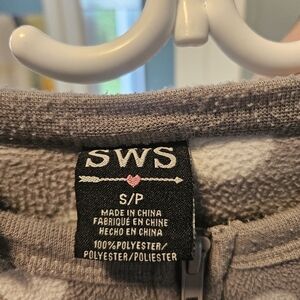 SWS
S/P
MADE IN CHINA
FABRIQUÉ EN CHINE
HECHO EN CHINA
100%POLYESTER/
POLYESTER/POLIESTER